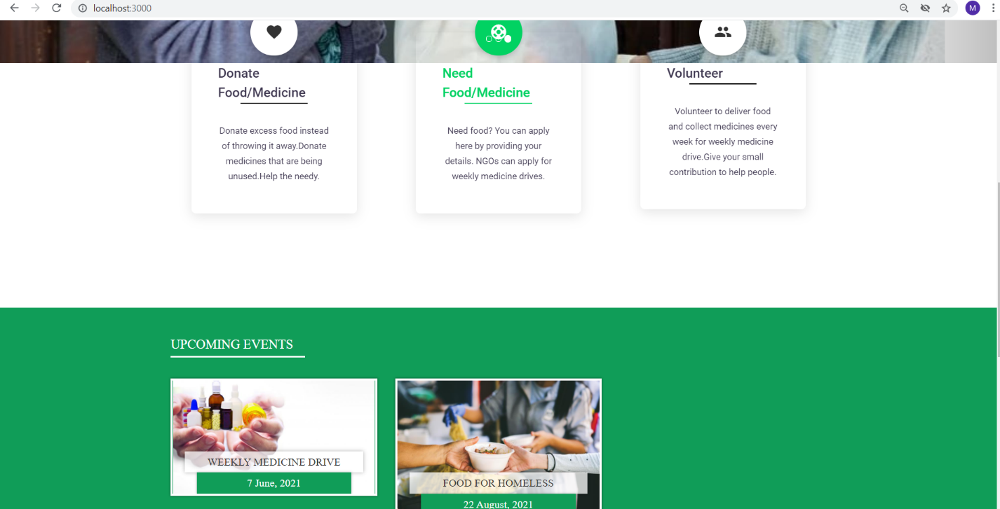 localhost:3000
M
Donate
Food/Medicine
Donate excess food instead
of throwing it away.Donate
medicines that are being
unused.Help the needy.
Need
Food/Medicine
Need food? You can apply
here by providing your
details. NGOs can apply for
weekly medicine drives.
Volunteer
Volunteer to deliver food
and collect medicines every
week for weekly medicine
drive.Give your small
contribution to help people.
UPCOMING EVENTS
WEEKLY MEDICINE DRIVE
7 June, 2021
FOOD FOR HOMELESS
22 August, 2021